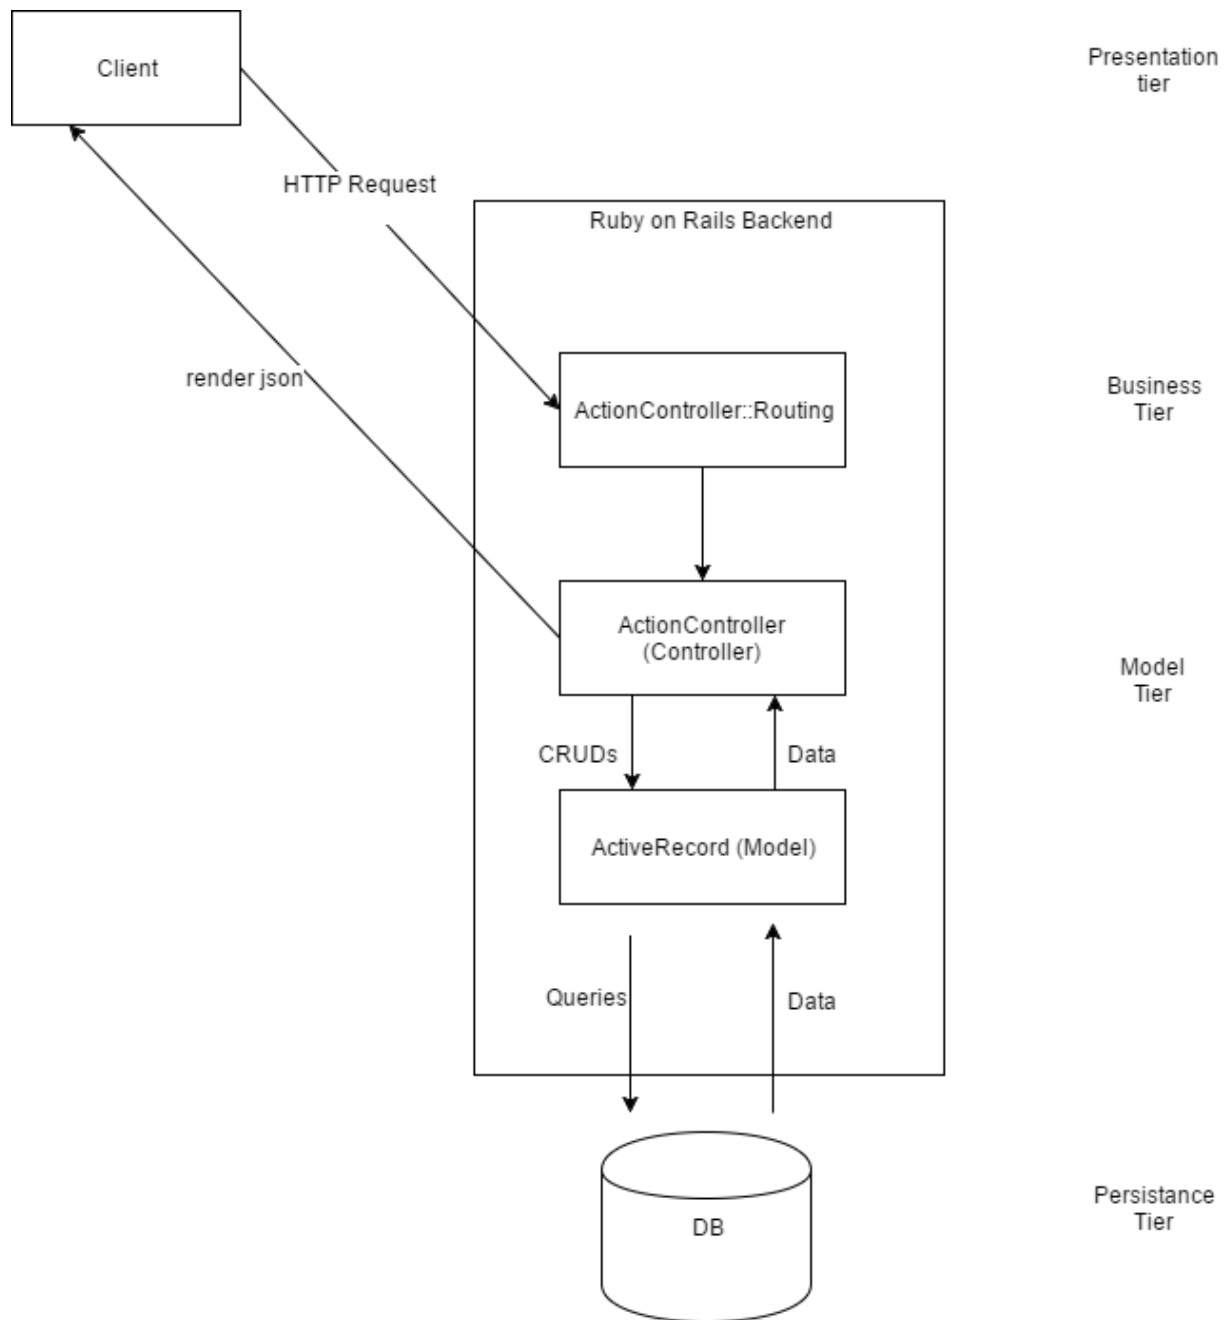 Client
Presentation
tier
HTTP Request
Ruby on Rails Backend
render json
ActionController::Routing
Business
Tier
ActionController
(Controller)
Model
Tier
CRUDs
Data
ActiveRecord (Model)
Queries
Data
Persistance
Tier
DB